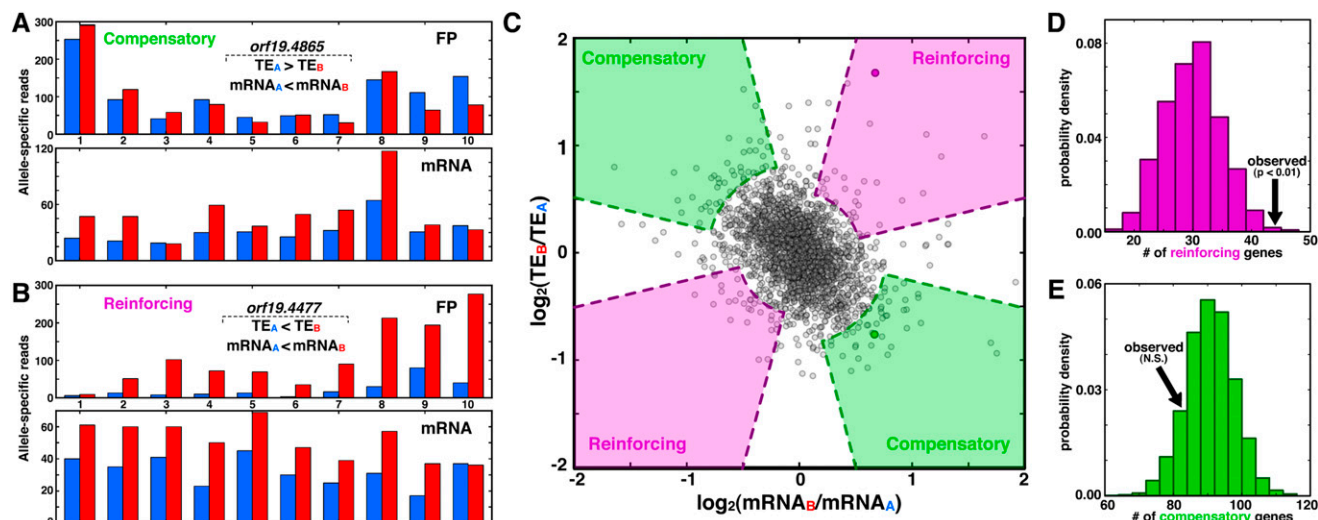 A
Compensatory
orf19.4865
TEA > TEB
mRNAA < mRNAB
FP
Allele-specific reads
300
200
100
0
1 2 3 4 5 6 7 8 9 10
mRNA
120
60
30
0
B
Reinforcing
orf19.4477
TEA < TEB
mRNAA < mRNAB
FP
Allele-specific reads
300
200
100
0
1 2 3 4 5 6 7 8 9 10
mRNA
60
40
20
0
C
Compensatory
Reinforcing
Reinforcing
Compensatory
log2(TEB/TEA)
2
1
0
-1
-2
-2 -1 0 1 2
log2(mRNAB/mRNAA)
D
probability density
0.08
0.04
0.00
observed
(p < 0.01)
20 30 40 50
# of reinforcing genes
E
probability density
0.06
0.03
0.00
observed
(N.S.)
60 80 100 120
# of compensatory genes